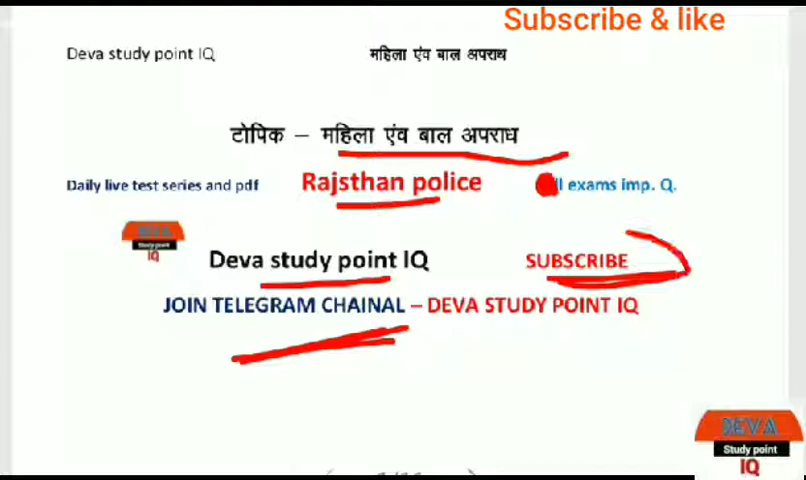 Subscribe & like
Deva study point IQ महिला एंव बाल अपराध
टोपिक – महिला एंव बाल अपराध
Daily live test series and pdf Rajsthan police ll exams imp. Q.
DEVA
Study point
IQ
Deva study point IQ SUBSCRIBE
JOIN TELEGRAM CHAINAL – DEVA STUDY POINT IQ
DEVA
Study point
IQ